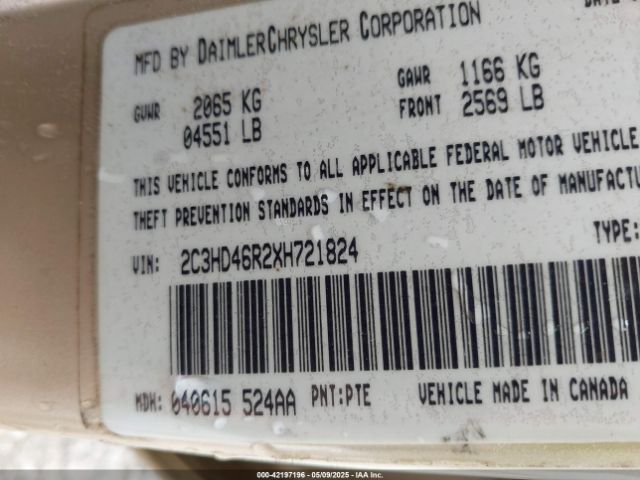 MFD BY DAIMLERCHRYSLER CORPORATION
GVWR 2065 KG GAWR 1166 KG
04551 LB FRONT 2569 LB
THIS VEHICLE CONFORMS TO ALL APPLICABLE FEDERAL MOTOR VEHICLE
THEFT PREVENTION STANDARDS IN EFFECT ON THE DATE OF MANUFACTU
VIN: 2C3HD46R2XH721824 TYPE:
MDH: 040615 524AA PNT:PTE VEHICLE MADE IN CANADA
000-42197196 - 05/09/2025 - IAA Inc.